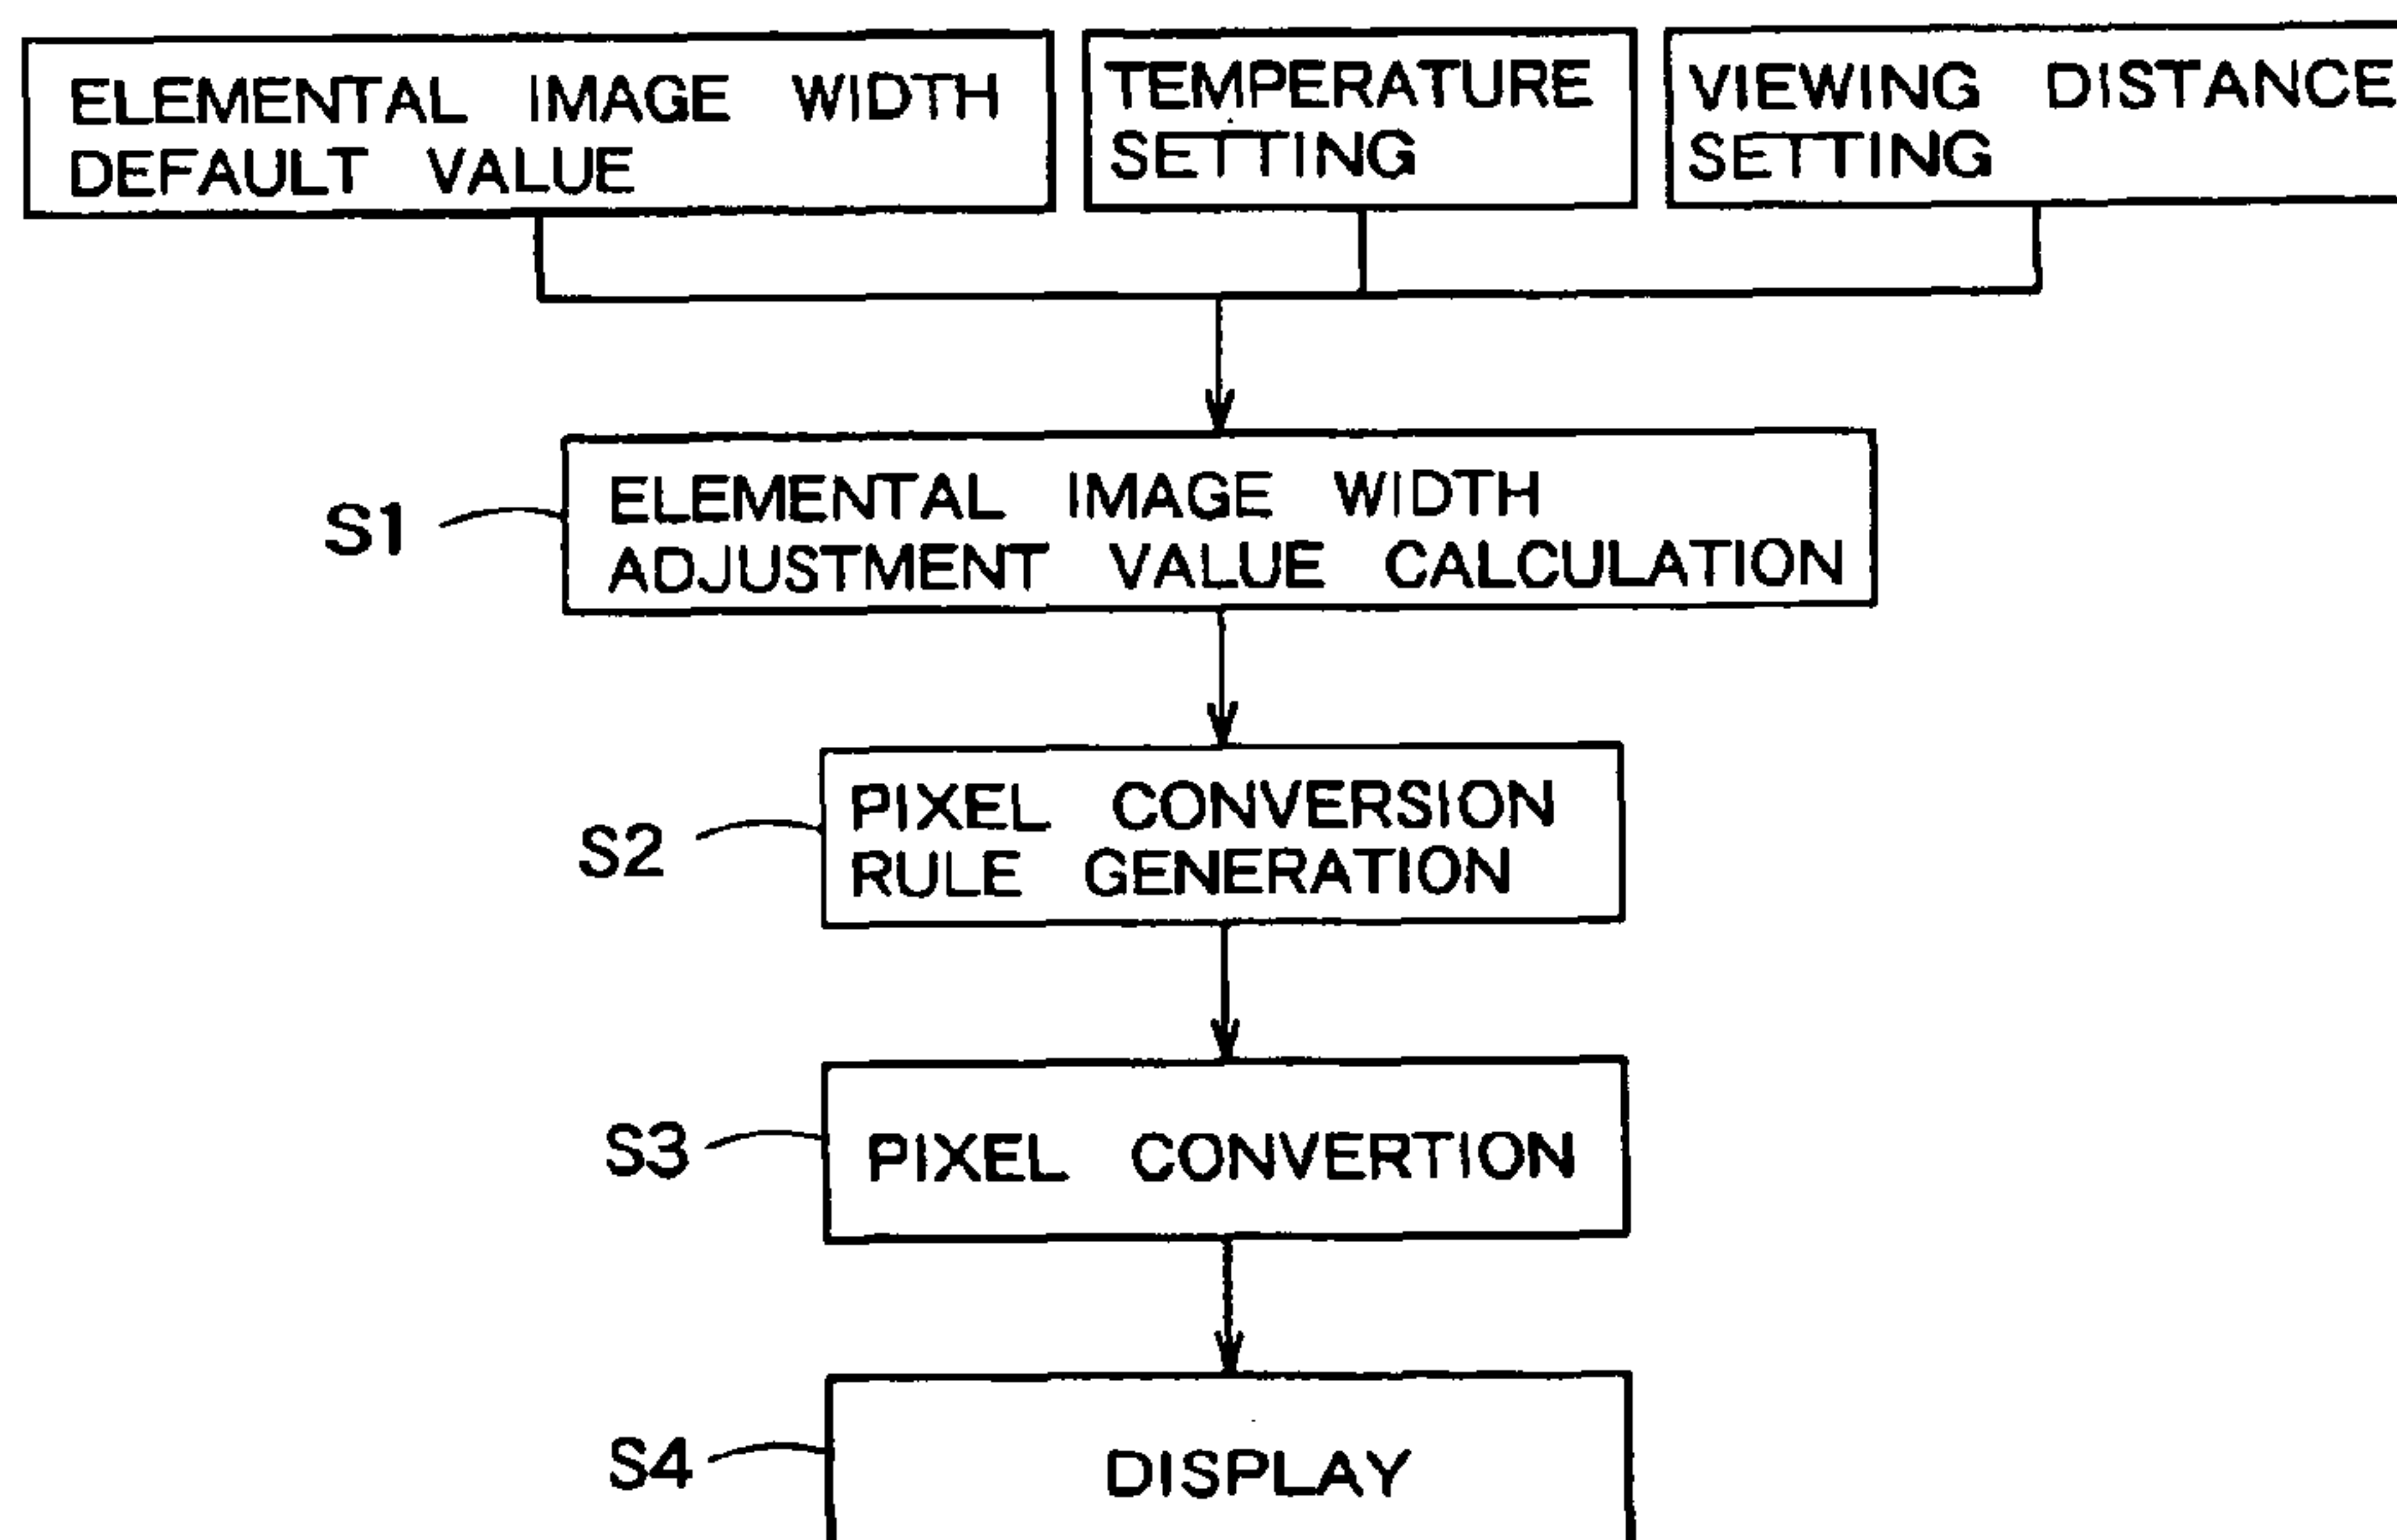 ELEMENTAL IMAGE WIDTH
DEFAULT VALUE
TEMPERATURE
SETTING
VIEWING DISTANCE
SETTING
S1
ELEMENTAL IMAGE WIDTH
ADJUSTMENT VALUE CALCULATION
S2
PIXEL CONVERSION
RULE GENERATION
S3
PIXEL CONVERTION
S4
DISPLAY